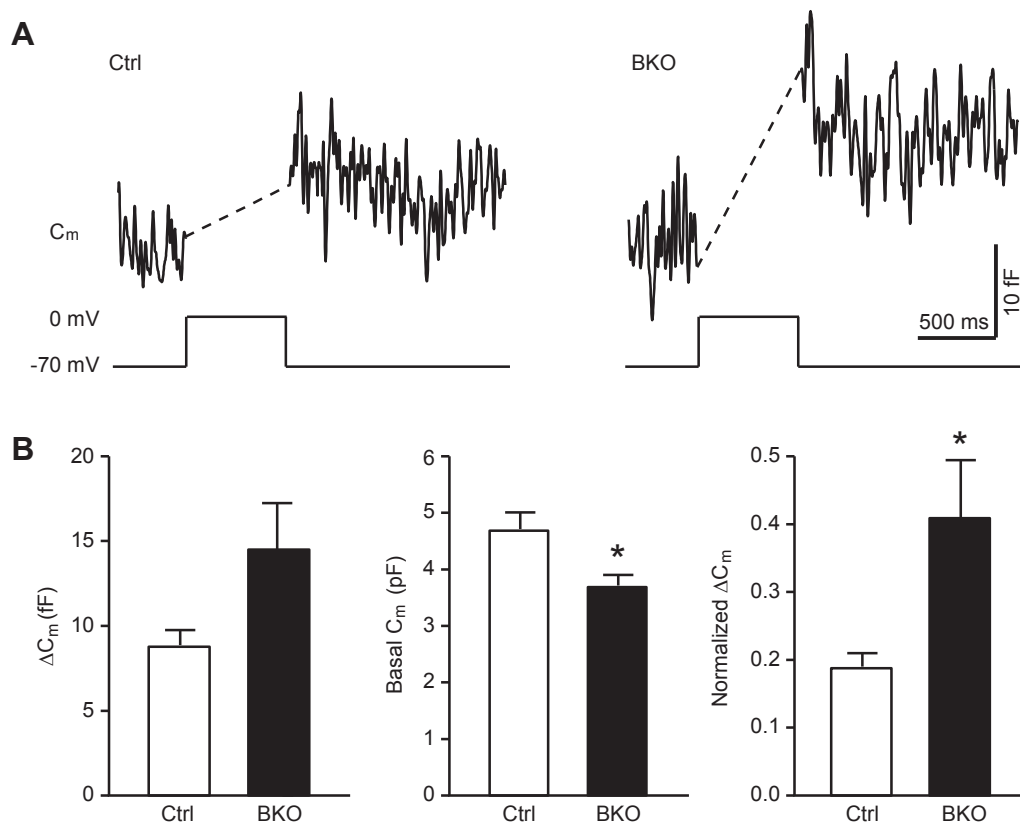 A
Ctrl
BKO
Cm
0 mV
-70 mV
500 ms
10 fF
B
ΔCm (fF)
20
15
10
5
0
Ctrl
BKO
Basal Cm (pF)
6
5
4
3
2
1
0
*
Ctrl
BKO
Normalized ΔCm
0.5
0.4
0.3
0.2
0.1
0.0
*
Ctrl
BKO